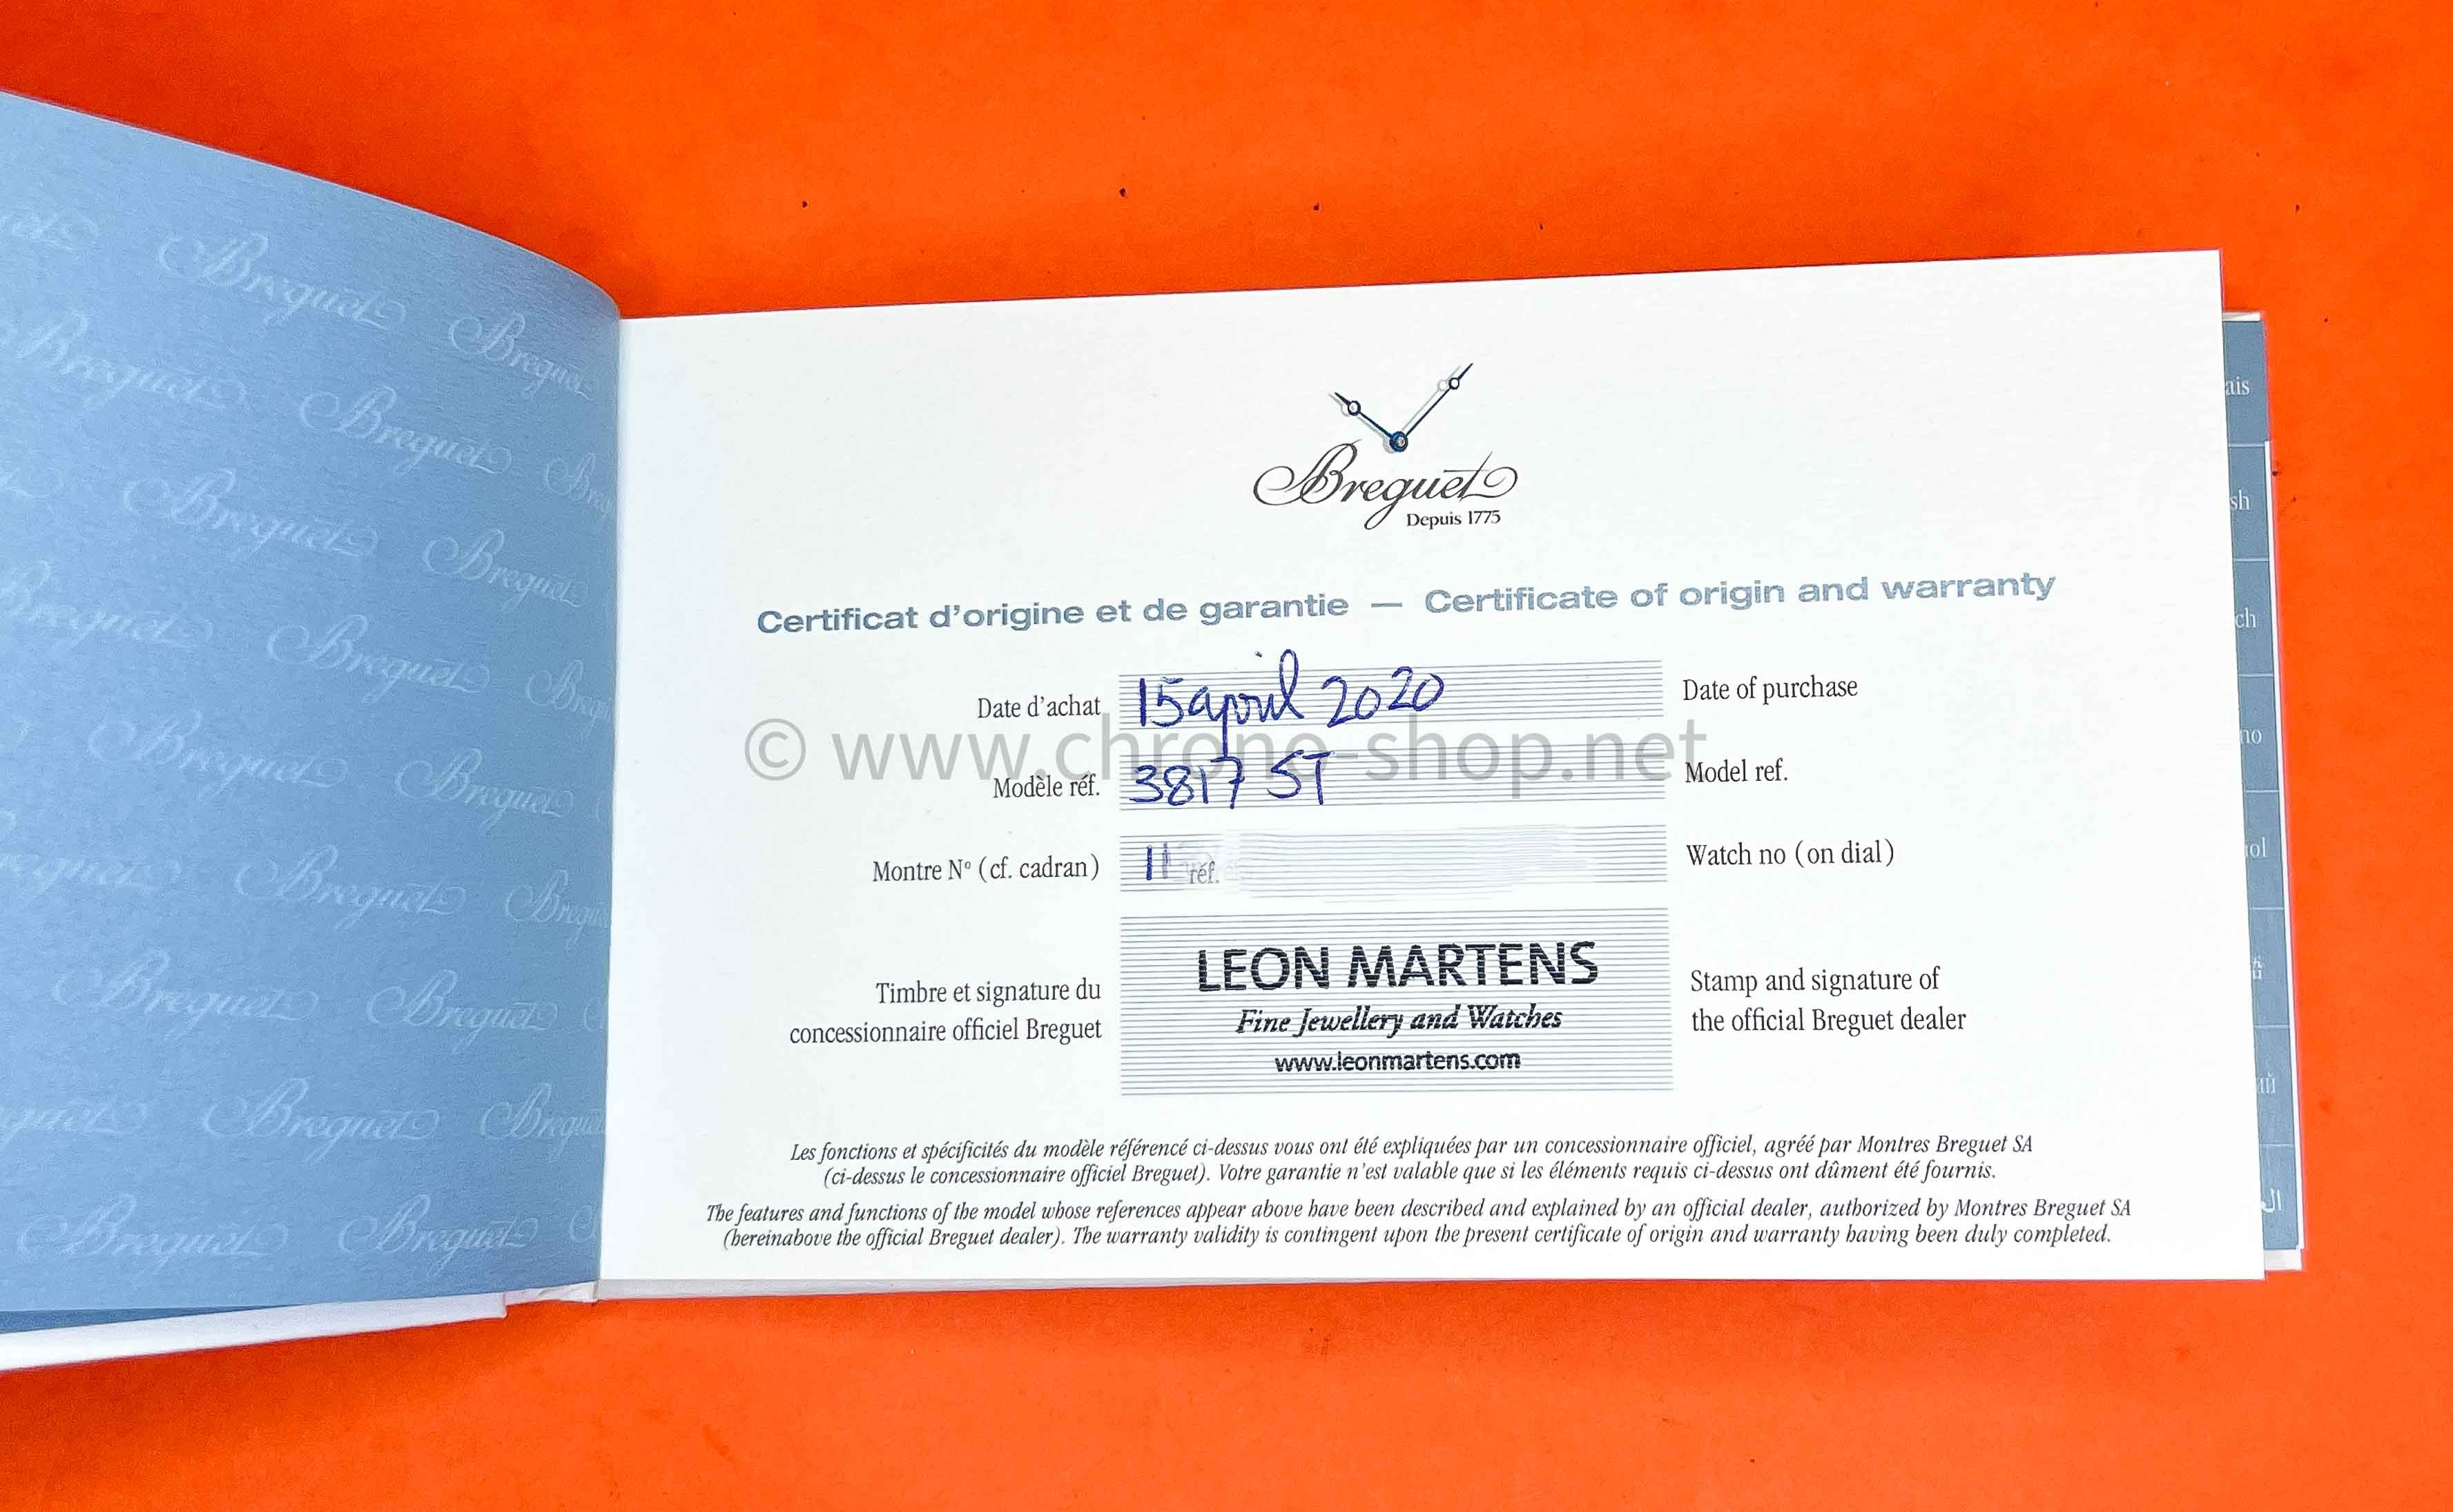 Breguet
Depuis 1775
Certificat d'origine et de garantie — Certificate of origin and warranty
Date d'achat 15 april 2020 Date of purchase
© www.chrono-shop.net
Modèle réf. 3817 ST Model ref.
Montre Nº (cf. cadran) 11 réf. Watch no (on dial)
LEON MARTENS
Fine Jewellery and Watches
www.leonmartens.com
Timbre et signature du
concessionnaire officiel Breguet
Stamp and signature of
the official Breguet dealer
Les fonctions et spécificités du modèle référencé ci-dessus vous ont été expliquées par un concessionnaire officiel, agréé par Montres Breguet SA
(ci-dessus le concessionnaire officiel Breguet). Votre garantie n'est valable que si les éléments requis ci-dessus ont dûment été fournis.
The features and functions of the model whose references appear above have been described and explained by an official dealer, authorized by Montres Breguet SA
(hereinabove the official Breguet dealer). The warranty validity is contingent upon the present certificate of origin and warranty having been duly completed.